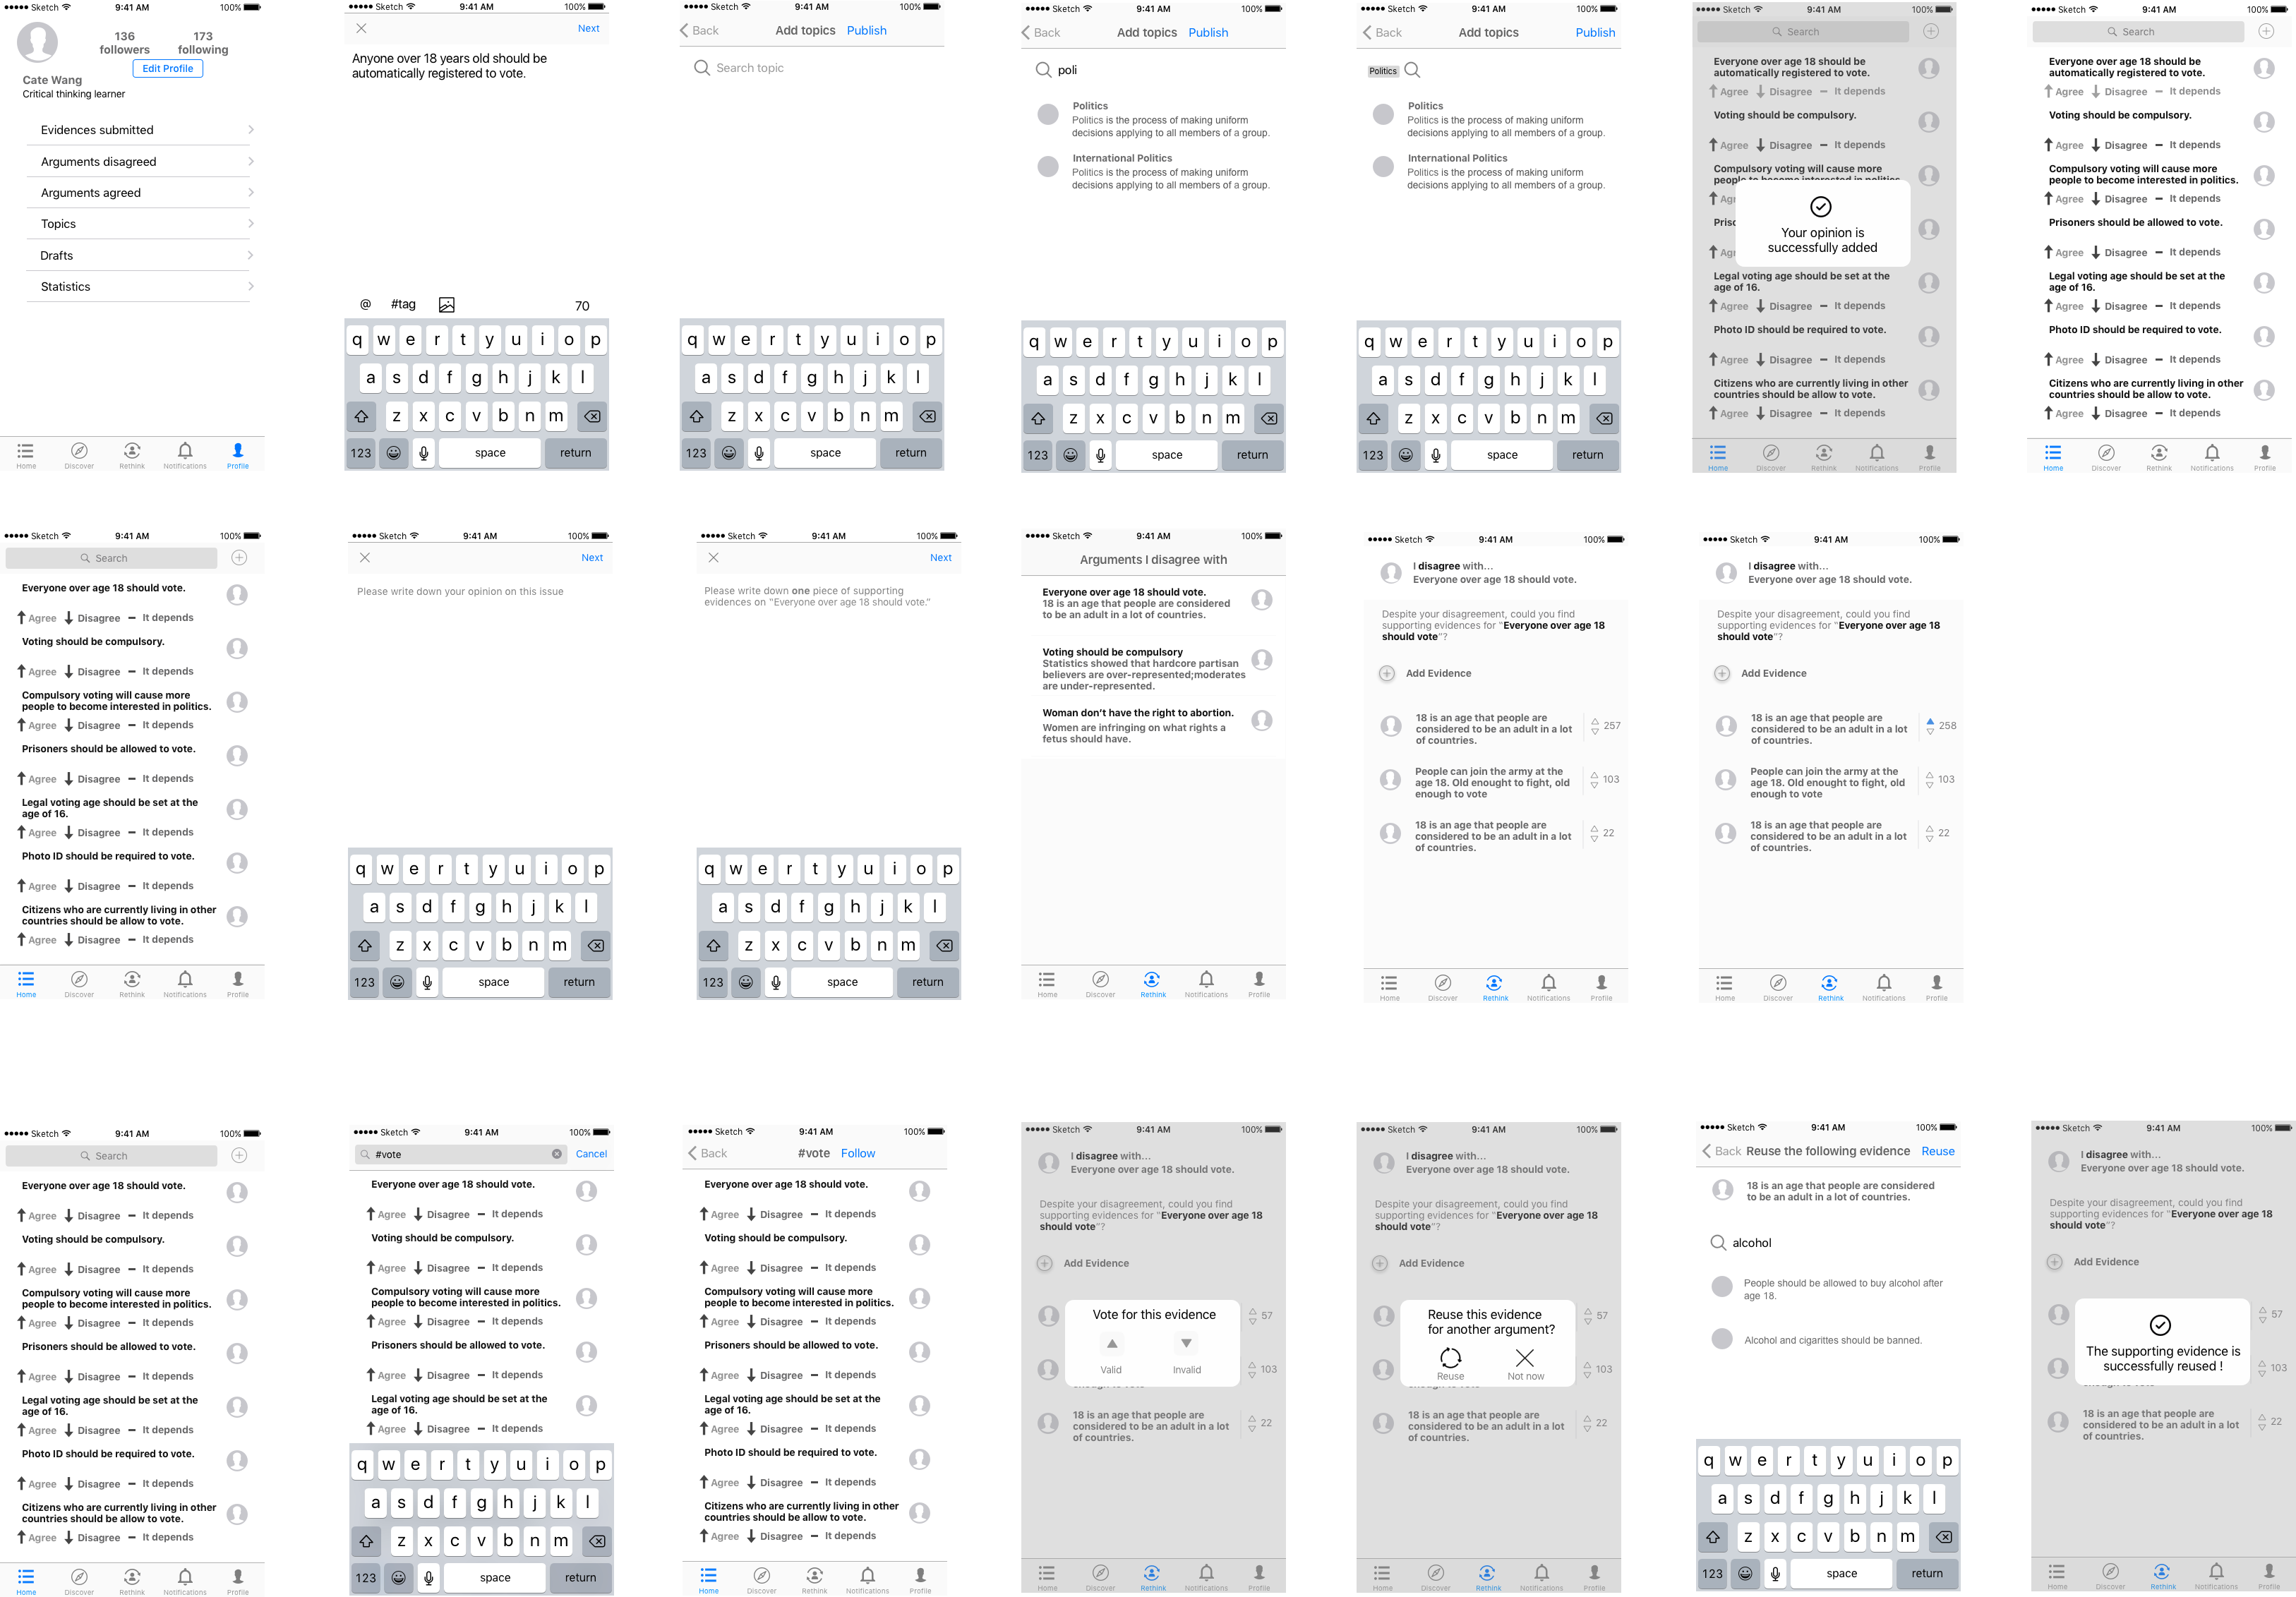 Sketch 9:41 AM 100%
136 173
followers following
Edit Profile
Cate Wang
Critical thinking learner
Evidences submitted
Arguments disagreed
Arguments agreed
Topics
Drafts
Statistics
Home Discover Rethink Notifications Profile
Sketch 9:41 AM 100%
Next
Anyone over 18 years old should be
automatically registered to vote.
@ #tag 70
q w e r t y u i o p
a s d f g h j k l
z x c v b n m
123 space return
Sketch 9:41 AM 100%
Back Add topics Publish
Search topic
q w e r t y u i o p
a s d f g h j k l
z x c v b n m
123 space return
Sketch 9:41 AM 100%
Back Add topics Publish
poli
Politics
Politics is the process of making uniform
decisions applying to all members of a group.
International Politics
Politics is the process of making uniform
decisions applying to all members of a group.
q w e r t y u i o p
a s d f g h j k l
z x c v b n m
123 space return
Sketch 9:41 AM 100%
Back Add topics Publish
Politics
Politics
Politics is the process of making uniform
decisions applying to all members of a group.
International Politics
Politics is the process of making uniform
decisions applying to all members of a group.
q w e r t y u i o p
a s d f g h j k l
z x c v b n m
123 space return
Sketch 9:41 AM 100%
Search
Everyone over age 18 should be
automatically registered to vote.
Agree Disagree It depends
Voting should be compulsory.
Agree Disagree It depends
Compulsory voting will cause more
people to become interested in politics.
Agr
Your opinion is
successfully added
Prisc
Agr
Legal voting age should be set at the
age of 16.
Agree Disagree It depends
Photo ID should be required to vote.
Agree Disagree It depends
Citizens who are currently living in other
countries should be allow to vote.
Agree Disagree It depends
Home Discover Rethink Notifications Profile
Sketch 9:41 AM 100%
Search
Everyone over age 18 should be
automatically registered to vote.
Agree Disagree It depends
Voting should be compulsory.
Agree Disagree It depends
Compulsory voting will cause more
people to become interested in politics.
Agree Disagree It depends
Prisoners should be allowed to vote.
Agree Disagree It depends
Legal voting age should be set at the
age of 16.
Agree Disagree It depends
Photo ID should be required to vote.
Agree Disagree It depends
Citizens who are currently living in other
countries should be allow to vote.
Agree Disagree It depends
Home Discover Rethink Notifications Profile
Sketch 9:41 AM 100%
Search
Everyone over age 18 should vote.
Agree Disagree It depends
Voting should be compulsory.
Agree Disagree It depends
Compulsory voting will cause more
people to become interested in politics.
Agree Disagree It depends
Prisoners should be allowed to vote.
Agree Disagree It depends
Legal voting age should be set at the
age of 16.
Agree Disagree It depends
Photo ID should be required to vote.
Agree Disagree It depends
Citizens who are currently living in other
countries should be allow to vote.
Agree Disagree It depends
Home Discover Rethink Notifications Profile
Sketch 9:41 AM 100%
Next
Please write down your opinion on this issue
q w e r t y u i o p
a s d f g h j k l
z x c v b n m
123 space return
Sketch 9:41 AM 100%
Next
Please write down one piece of supporting
evidences on “Everyone over age 18 should vote.”
q w e r t y u i o p
a s d f g h j k l
z x c v b n m
123 space return
Sketch 9:41 AM 100%
Arguments I disagree with
Everyone over age 18 should vote.
18 is an age that people are considered
to be an adult in a lot of countries.
Voting should be compulsory
Statistics showed that hardcore partisan
believers are over-represented;moderates
are under-represented.
Woman don’t have the right to abortion.
Women are infringing on what rights a
fetus should have.
Home Discover Rethink Notifications Profile
Sketch 9:41 AM 100%
I disagree with...
Everyone over age 18 should vote.
Despite your disagreement, could you find
supporting evidences for “Everyone over age 18
should vote”?
Add Evidence
18 is an age that people are
considered to be an adult in a lot
of countries.
257
People can join the army at the
age 18. Old enought to fight, old
enough to vote
103
18 is an age that people are
considered to be an adult in a lot
of countries.
22
Home Discover Rethink Notifications Profile
Sketch 9:41 AM 100%
I disagree with...
Everyone over age 18 should vote.
Despite your disagreement, could you find
supporting evidences for “Everyone over age 18
should vote”?
Add Evidence
18 is an age that people are
considered to be an adult in a lot
of countries.
258
People can join the army at the
age 18. Old enought to fight, old
enough to vote
103
18 is an age that people are
considered to be an adult in a lot
of countries.
22
Home Discover Rethink Notifications Profile
Sketch 9:41 AM 100%
Search
Everyone over age 18 should vote.
Agree Disagree It depends
Voting should be compulsory.
Agree Disagree It depends
Compulsory voting will cause more
people to become interested in politics.
Agree Disagree It depends
Prisoners should be allowed to vote.
Agree Disagree It depends
Legal voting age should be set at the
age of 16.
Agree Disagree It depends
Photo ID should be required to vote.
Agree Disagree It depends
Citizens who are currently living in other
countries should be allow to vote.
Agree Disagree It depends
Home Discover Rethink Notifications Profile
Sketch 9:41 AM 100%
#vote Cancel
Everyone over age 18 should vote.
Agree Disagree It depends
Voting should be compulsory.
Agree Disagree It depends
Compulsory voting will cause more
people to become interested in politics.
Agree Disagree It depends
Prisoners should be allowed to vote.
Agree Disagree It depends
Legal voting age should be set at the
age of 16.
Agree Disagree It depends
q w e r t y u i o p
a s d f g h j k l
z x c v b n m
123 space return
Sketch 9:41 AM 100%
Back #vote Follow
Everyone over age 18 should vote.
Agree Disagree It depends
Voting should be compulsory.
Agree Disagree It depends
Compulsory voting will cause more
people to become interested in politics.
Agree Disagree It depends
Prisoners should be allowed to vote.
Agree Disagree It depends
Legal voting age should be set at the
age of 16.
Agree Disagree It depends
Photo ID should be required to vote.
Agree Disagree It depends
Citizens who are currently living in other
countries should be allow to vote.
Agree Disagree It depends
Home Discover Rethink Notifications Profile
Sketch 9:41 AM 100%
I disagree with...
Everyone over age 18 should vote.
Despite your disagreement, could you find
supporting evidences for “Everyone over age 18
should vote”?
Add Evidence
Vote for this evidence
57
Valid Invalid
103
18 is an age that people are
considered to be an adult in a lot
of countries.
22
Home Discover Rethink Notifications Profile
Sketch 9:41 AM 100%
I disagree with...
Everyone over age 18 should vote.
Despite your disagreement, could you find
supporting evidences for “Everyone over age 18
should vote”?
Add Evidence
Reuse this evidence
for another argument?
57
Reuse Not now
103
18 is an age that people are
considered to be an adult in a lot
of countries.
22
Home Discover Rethink Notifications Profile
Sketch 9:41 AM 100%
Back Reuse the following evidence Reuse
18 is an age that people are considered
to be an adult in a lot of countries.
alcohol
People should be allowed to buy alcohol after
age 18.
Alcohol and cigarittes should be banned.
q w e r t y u i o p
a s d f g h j k l
z x c v b n m
123 space return
Sketch 9:41 AM 100%
I disagree with...
Everyone over age 18 should vote.
Despite your disagreement, could you find
supporting evidences for “Everyone over age 18
should vote”?
Add Evidence
57
The supporting evidence is
successfully reused !
103
18 is an age that people are
considered to be an adult in a lot
of countries.
22
Home Discover Rethink Notifications Profile